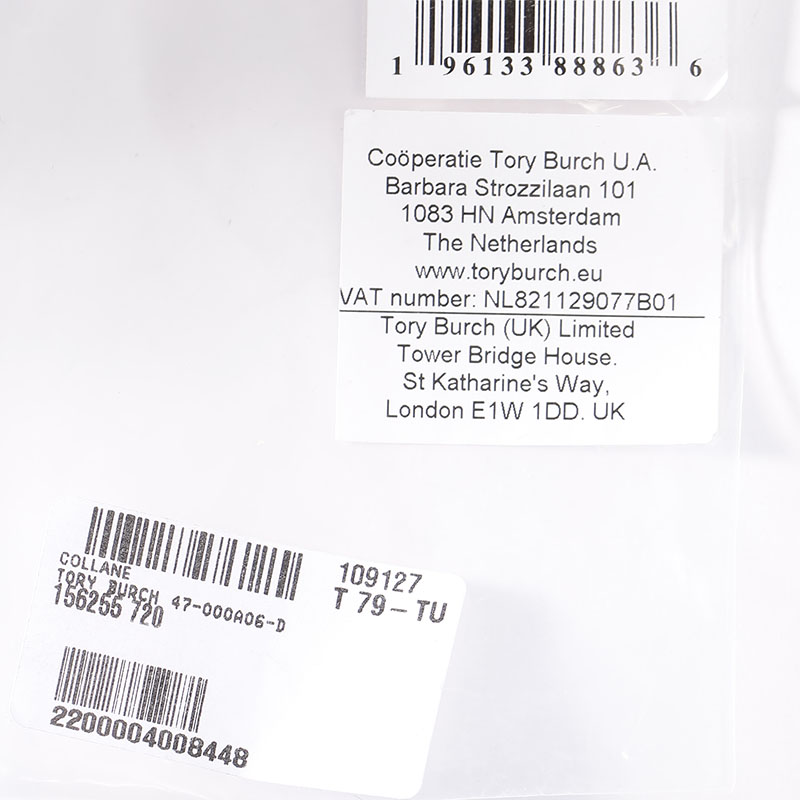 1 96133 88863 6
Coöperatie Tory Burch U.A.
Barbara Strozzilaan 101
1083 HN Amsterdam
The Netherlands
www.toryburch.eu
VAT number: NL821129077B01
Tory Burch (UK) Limited
Tower Bridge House.
St Katharine's Way,
London E1W 1DD. UK
COLLANE
TORY BURCH 47-000A06-D
156255 720
109127
T 79-TU
2200004008448